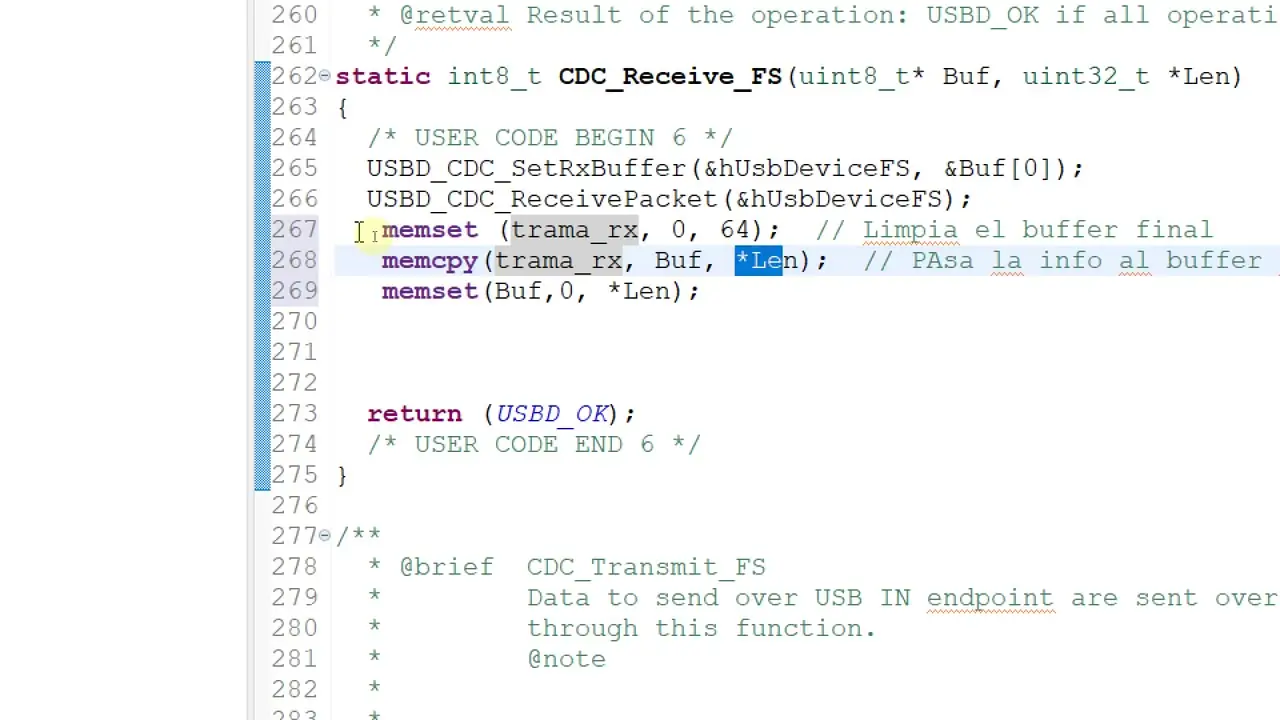 260 * @retval Result of the operation: USBD_OK if all operati
261 */
262 static int8_t CDC_Receive_FS(uint8_t* Buf, uint32_t *Len)
263 {
264 /* USER CODE BEGIN 6 */
265 USBD_CDC_SetRxBuffer(&hUsbDeviceFS, &Buf[0]);
266 USBD_CDC_ReceivePacket(&hUsbDeviceFS);
267 memset (trama_rx, 0, 64); // Limpia el buffer final
268 memcpy(trama_rx, Buf, *Len); // PAsa la info al buffer
269 memset(Buf,0, *Len);
270
271
272
273 return (USBD_OK);
274 /* USER CODE END 6 */
275 }
276
277 /**
278 * @brief CDC_Transmit_FS
279 * Data to send over USB IN endpoint are sent over
280 * through this function.
281 * @note
282 *
283 *